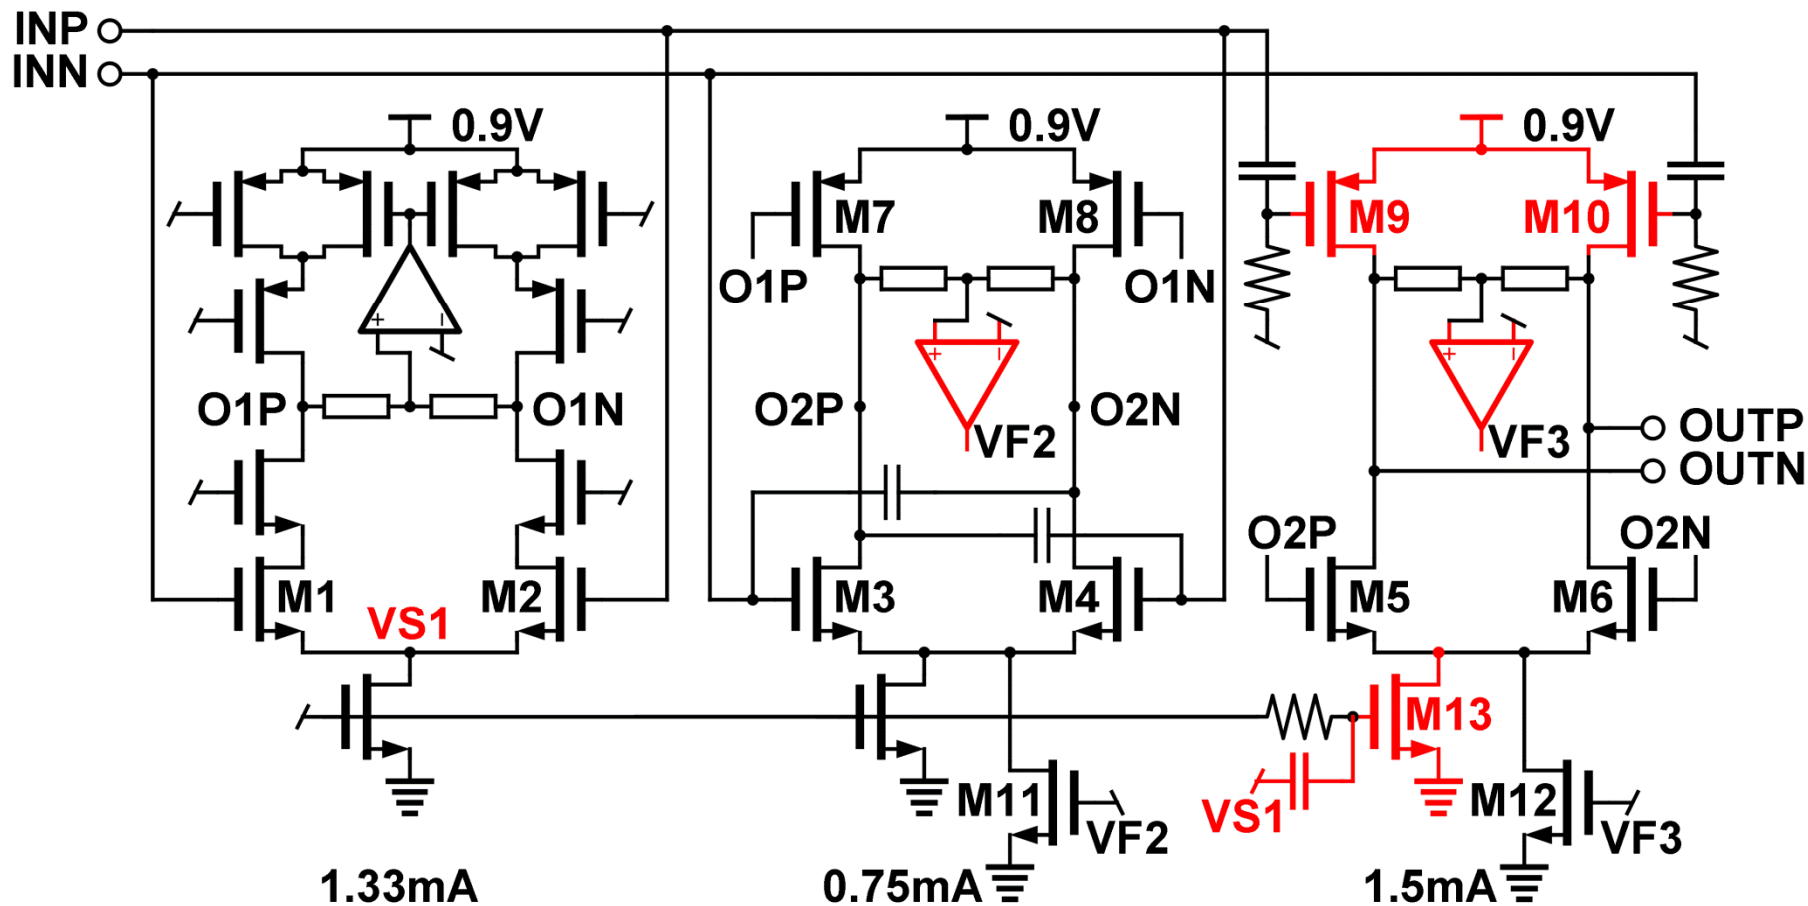 INP
INN
0.9V
0.9V
0.9V
M7
M8
M9
M10
O1P
O1N
+
−
+
−
+
−
O1P
O1N
O2P
O2N
VF2
VF3
OUTP
OUTN
O2P
O2N
M1
M2
M3
M4
M5
M6
VS1
M13
M11
VS1
M12
VF2
VF3
1.33mA
0.75mA
1.5mA